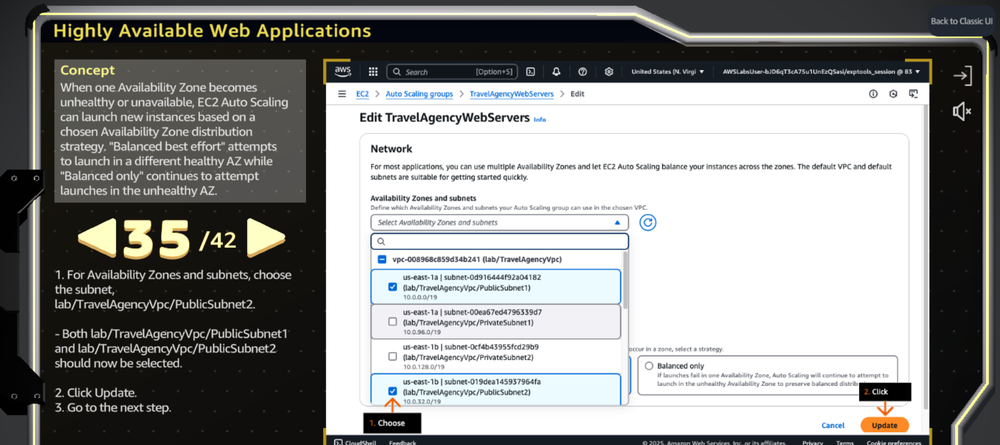 Back to Classic UI
Highly Available Web Applications
Concept
When one Availability Zone becomes
unhealthy or unavailable, EC2 Auto Scaling
can launch new instances based on a
chosen Availability Zone distribution
strategy. "Balanced best effort" attempts
to launch in a different healthy AZ while
"Balanced only" continues to attempt
launches in the unhealthy AZ.
35 /42
1. For Availability Zones and subnets, choose
the subnet,
lab/TravelAgencyVpc/PublicSubnet2.
- Both lab/TravelAgencyVpc/PublicSubnet1
and lab/TravelAgencyVpc/PublicSubnet2
should now be selected.
2. Click Update.
3. Go to the next step.
aws Search [Option+S] United States (N. Virgi AWSLabsUser-bJD6qT3cA75u1UnEzQSasi/exptools_session @ 83
EC2 > Auto Scaling groups > TravelAgencyWebServers > Edit
Edit TravelAgencyWebServers Info
Network
For most applications, you can use multiple Availability Zones and let EC2 Auto Scaling balance your instances across the zones. The default VPC and default
subnets are suitable for getting started quickly.
Availability Zones and subnets
Define which Availability Zones and subnets your Auto Scaling group can use in the chosen VPC.
Select Availability Zones and subnets
vpc-008968c859d34b241 (lab/TravelAgencyVpc)
us-east-1a | subnet-0d916444f92a04182
(lab/TravelAgencyVpc/PublicSubnet1)
10.0.0.0/19
us-east-1a | subnet-00ea67ed4796339d7
(lab/TravelAgencyVpc/PrivateSubnet1)
10.0.96.0/19
us-east-1b | subnet-0cf4b43955fcd29b9
(lab/TravelAgencyVpc/PrivateSubnet2)
10.0.128.0/19
us-east-1b | subnet-019dea145937964fa
(lab/TravelAgencyVpc/PublicSubnet2)
10.0.32.0/19
occur in a zone, select a strategy.
Balanced only
If launches fail in one Availability Zone, Auto Scaling will continue to attempt to
launch in the unhealthy Availability Zone to preserve balanced
2. Click
1. Choose
Cancel Update
CloudShell Feedback © 2025, Amazon Web Services, Inc. or its affiliates. Privacy Terms Cookie preferences